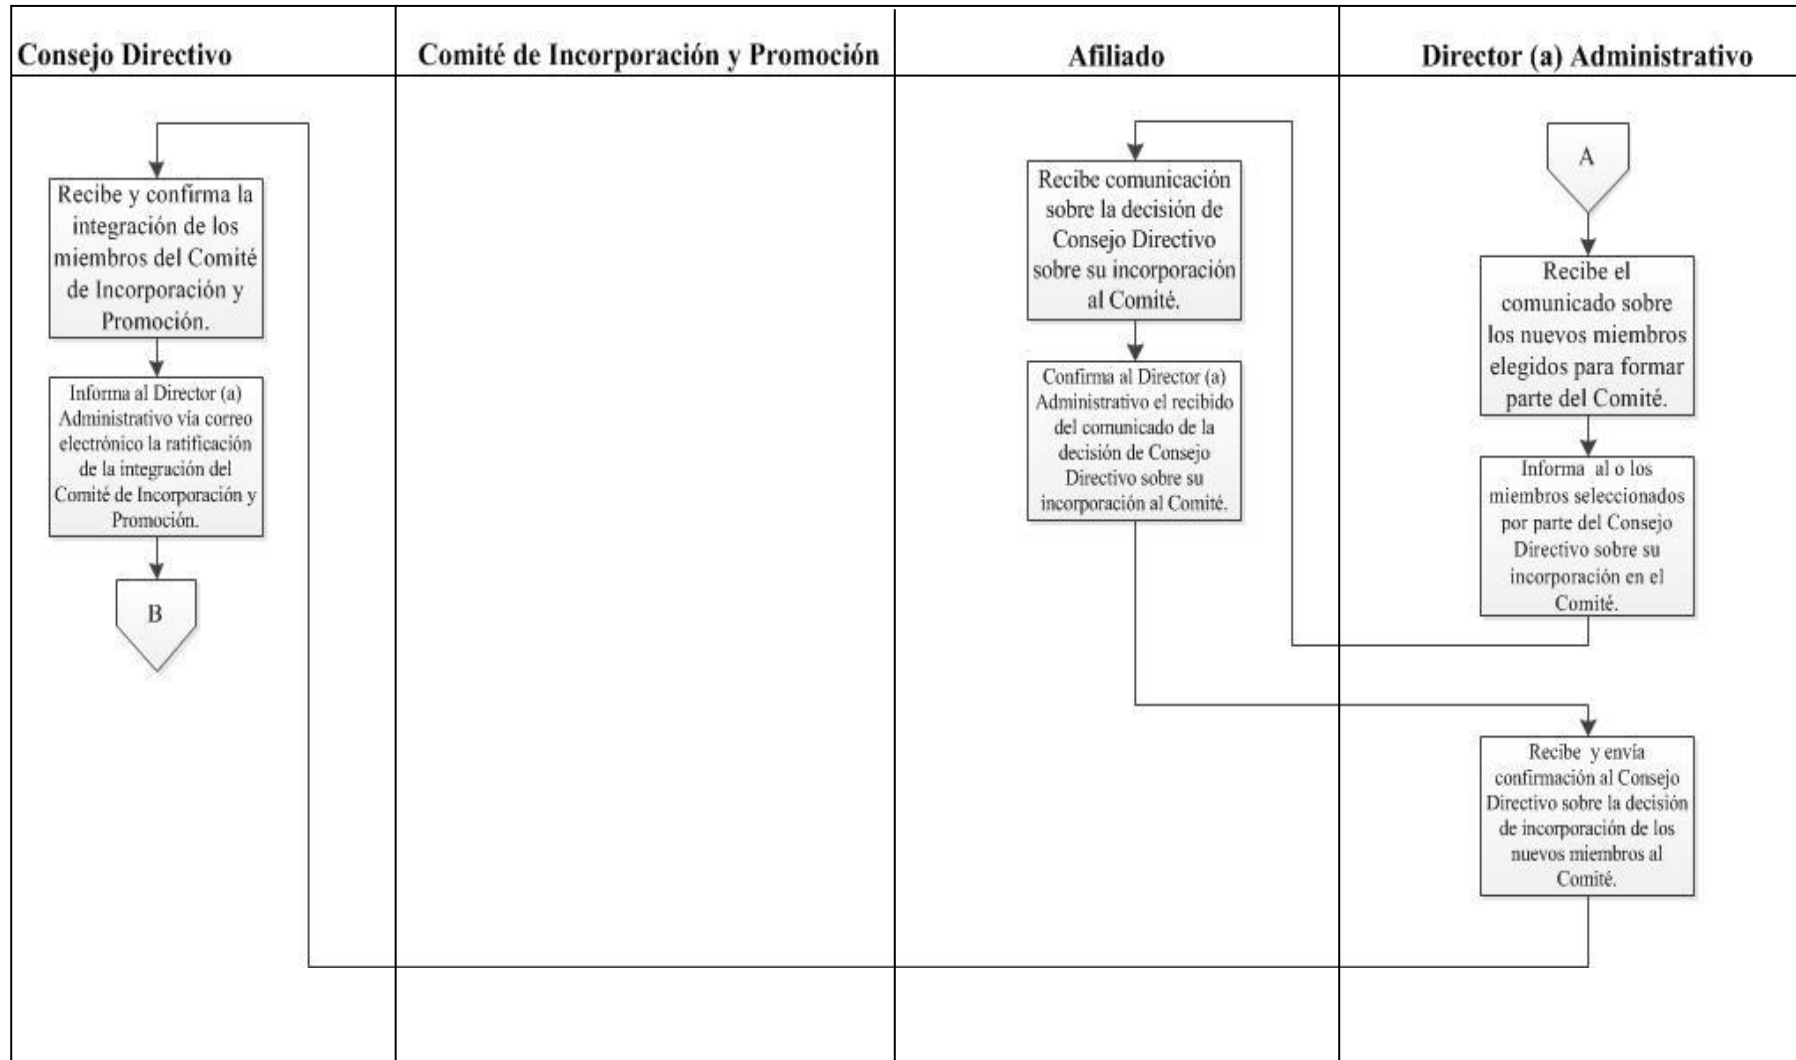 Consejo Directivo
Comité de Incorporación y Promoción
Afiliado
Director (a) Administrativo
Recibe y confirma la
integración de los
miembros del Comité
de Incorporación y
Promoción.
Informa al Director (a)
Administrativo vía correo
electrónico la ratificación
de la integración del
Comité de Incorporación y
Promoción.
B
Recibe comunicación
sobre la decisión de
Consejo Directivo
sobre su incorporación
al Comité.
Confirma al Director (a)
Administrativo el recibido
del comunicado de la
decisión de Consejo
Directivo sobre su
incorporación al Comité.
A
Recibe el
comunicado sobre
los nuevos miembros
elegidos para formar
parte del Comité.
Informa al o los
miembros seleccionados
por parte del Consejo
Directivo sobre su
incorporación en el
Comité.
Recibe y envía
confirmación al Consejo
Directivo sobre la decisión
de incorporación de los
nuevos miembros al
Comité.